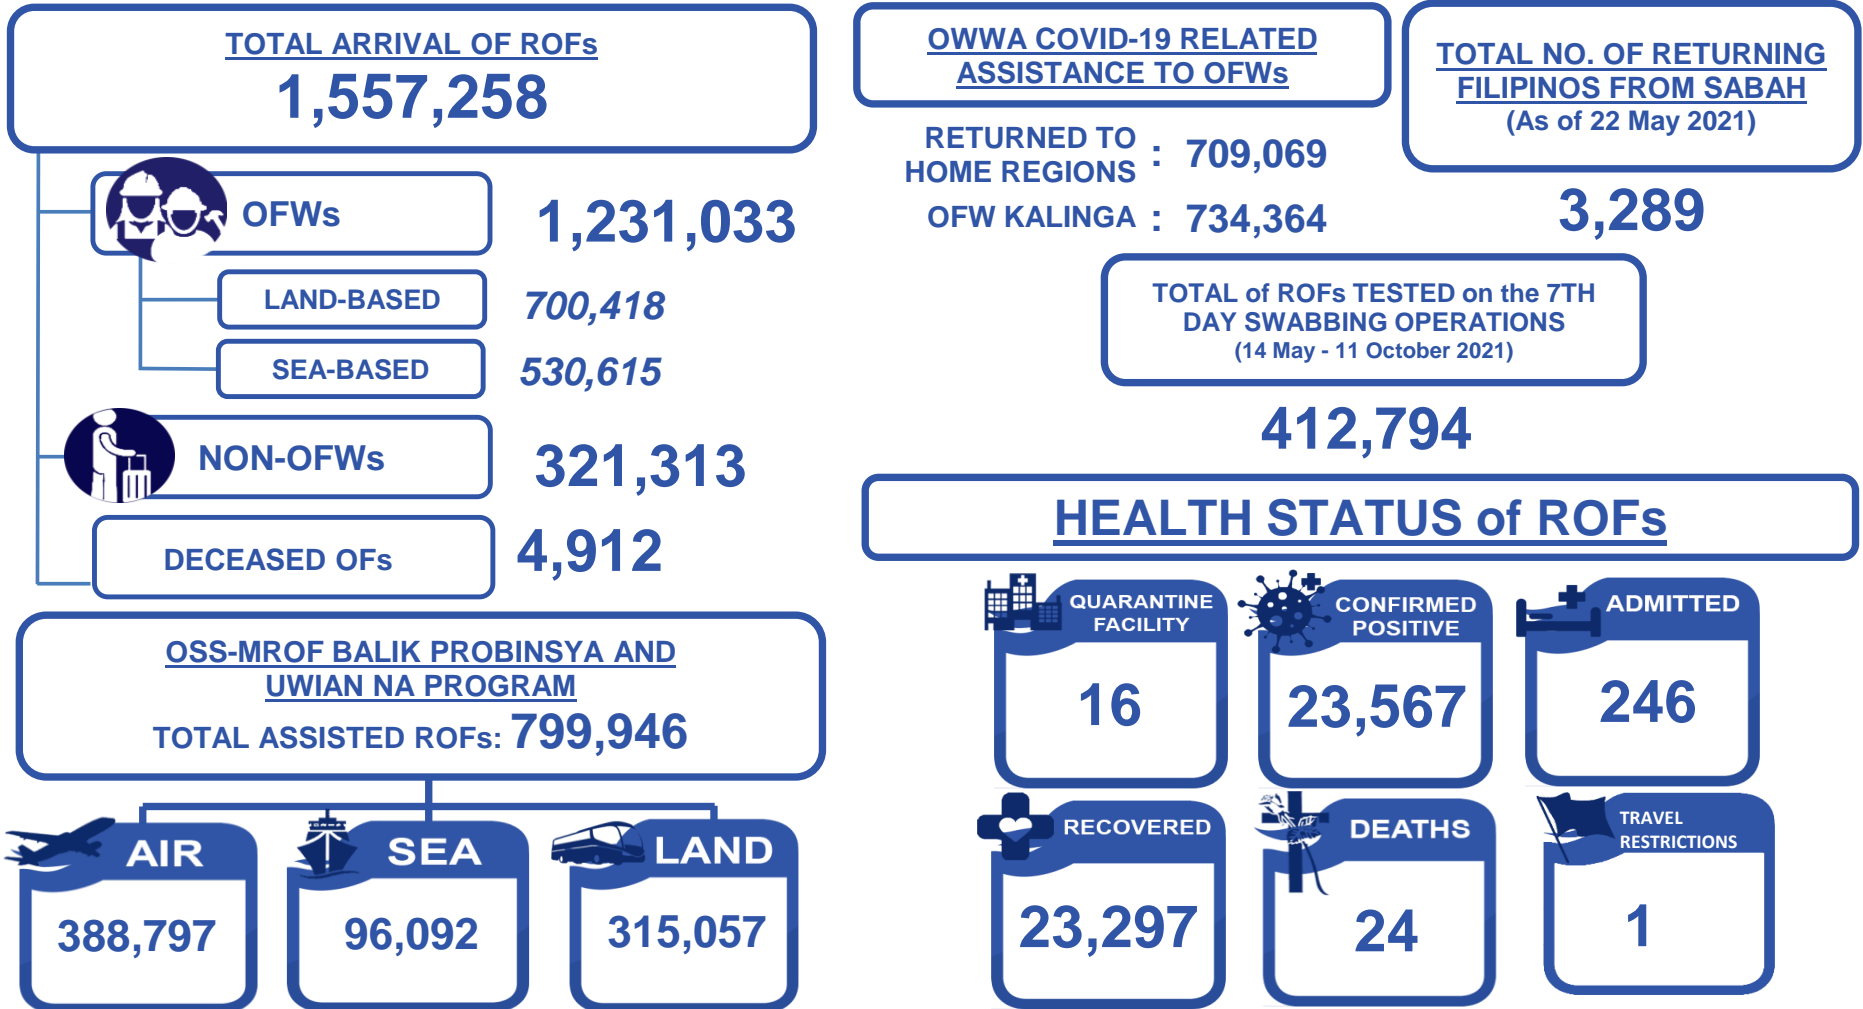 TOTAL ARRIVAL OF ROFs
1,557,258
OFWs
1,231,033
LAND-BASED
700,418
SEA-BASED
530,615
NON-OFWs
321,313
DECEASED OFs
4,912
OSS-MROF BALIK PROBINSYA AND
UWIAN NA PROGRAM
TOTAL ASSISTED ROFs: 799,946
AIR
388,797
SEA
96,092
LAND
315,057
OWWA COVID-19 RELATED
ASSISTANCE TO OFWs
RETURNED TO
HOME REGIONS : 709,069
OFW KALINGA : 734,364
TOTAL NO. OF RETURNING
FILIPINOS FROM SABAH
(As of 22 May 2021)
3,289
TOTAL of ROFs TESTED on the 7TH
DAY SWABBING OPERATIONS
(14 May - 11 October 2021)
412,794
HEALTH STATUS of ROFs
QUARANTINE
FACILITY
16
CONFIRMED
POSITIVE
23,567
ADMITTED
246
RECOVERED
23,297
DEATHS
24
TRAVEL
RESTRICTIONS
1